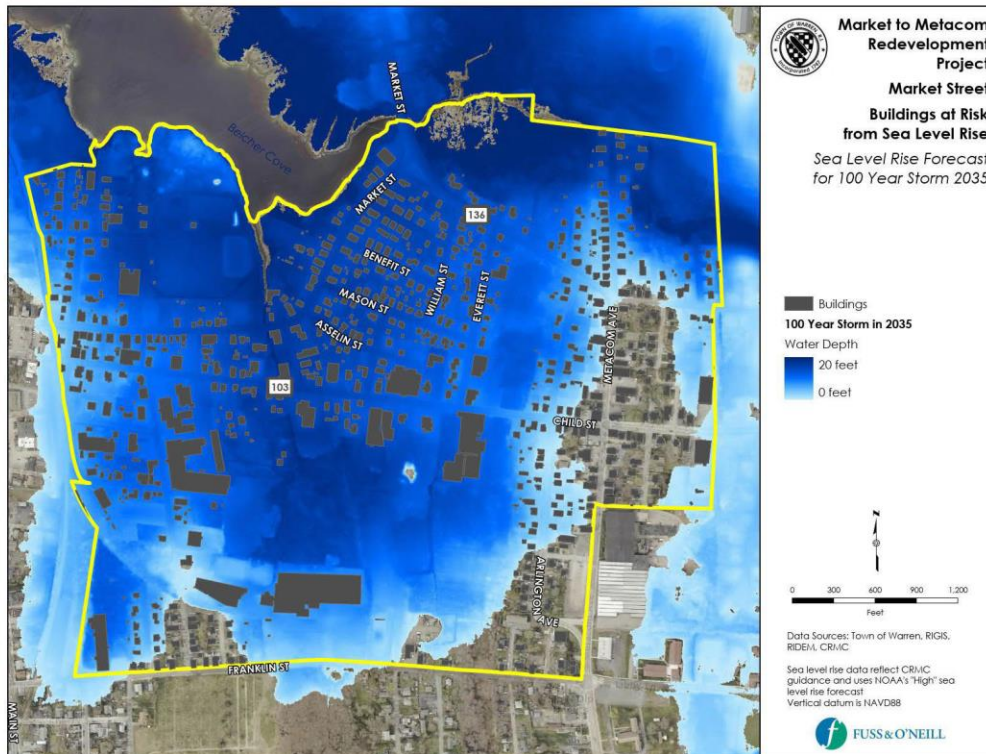 Market to Metacom
Redevelopment
Project
Market Street
Buildings at Risk
from Sea Level Rise
Sea Level Rise Forecast
for 100 Year Storm 2035
TOWN OF WARREN, R.I.
MARKET ST
Belcher Cove
MARKET ST
136
BENEFIT ST
WILLIAM ST
EVERETT ST
MASON ST
ASSELIN ST
METACOM AVE
103
CHILD ST
ARLINGTON AVE
FRANKLIN ST
MAIN ST
Buildings
100 Year Storm in 2035
Water Depth
20 feet
0 feet
N
0 300 600 900 1,200
Feet
Data Sources: Town of Warren, RIGIS,
RIDEM, CRMC
Sea level rise data reflect CRMC
guidance and uses NOAA's "High" sea
level rise forecast
Vertical datum is NAVD88
f FUSS & O'NEILL